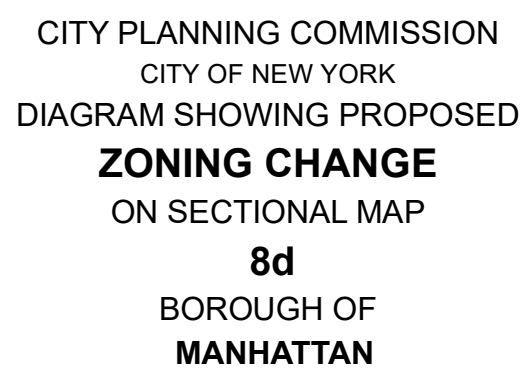 CITY PLANNING COMMISSION
CITY OF NEW YORK
DIAGRAM SHOWING PROPOSED
ZONING CHANGE
ON SECTIONAL MAP
8d
BOROUGH OF
MANHATTAN